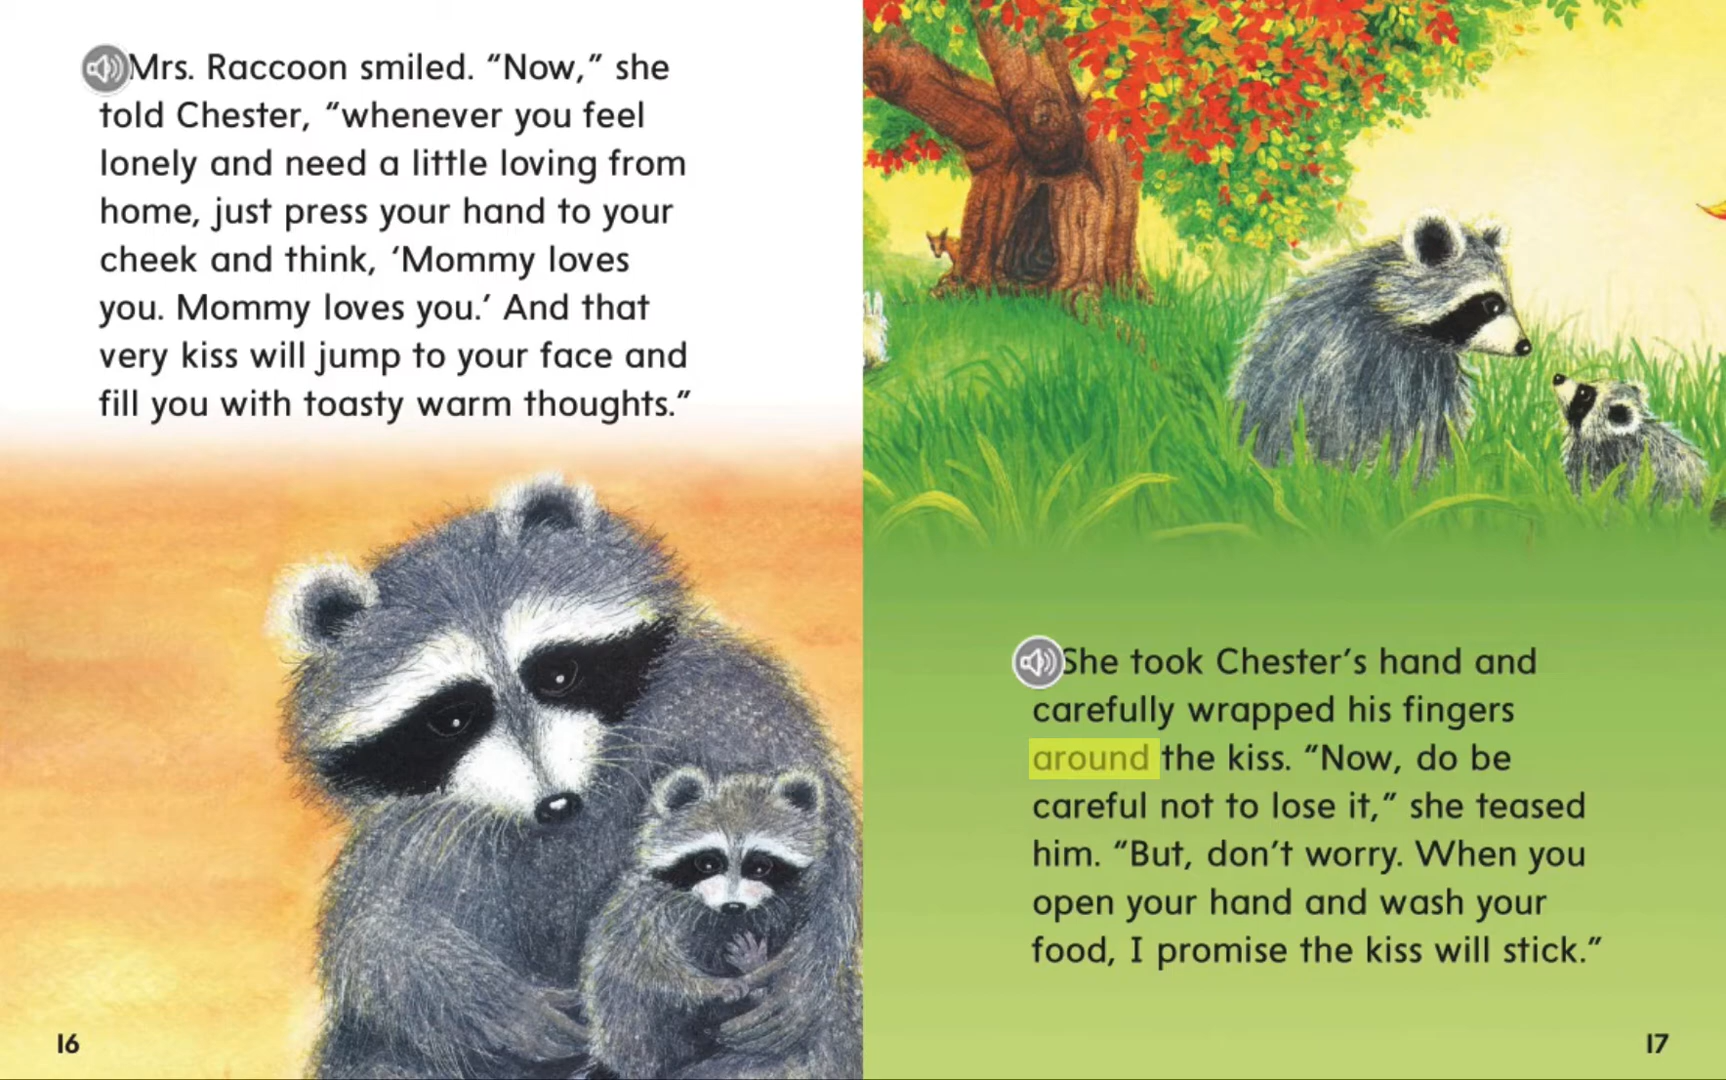 Mrs. Raccoon smiled. “Now,” she
told Chester, “whenever you feel
lonely and need a little loving from
home, just press your hand to your
cheek and think, ‘Mommy loves
you. Mommy loves you.’ And that
very kiss will jump to your face and
fill you with toasty warm thoughts.”
16
She took Chester’s hand and
carefully wrapped his fingers
around the kiss. “Now, do be
careful not to lose it,” she teased
him. “But, don’t worry. When you
open your hand and wash your
food, I promise the kiss will stick.”
17